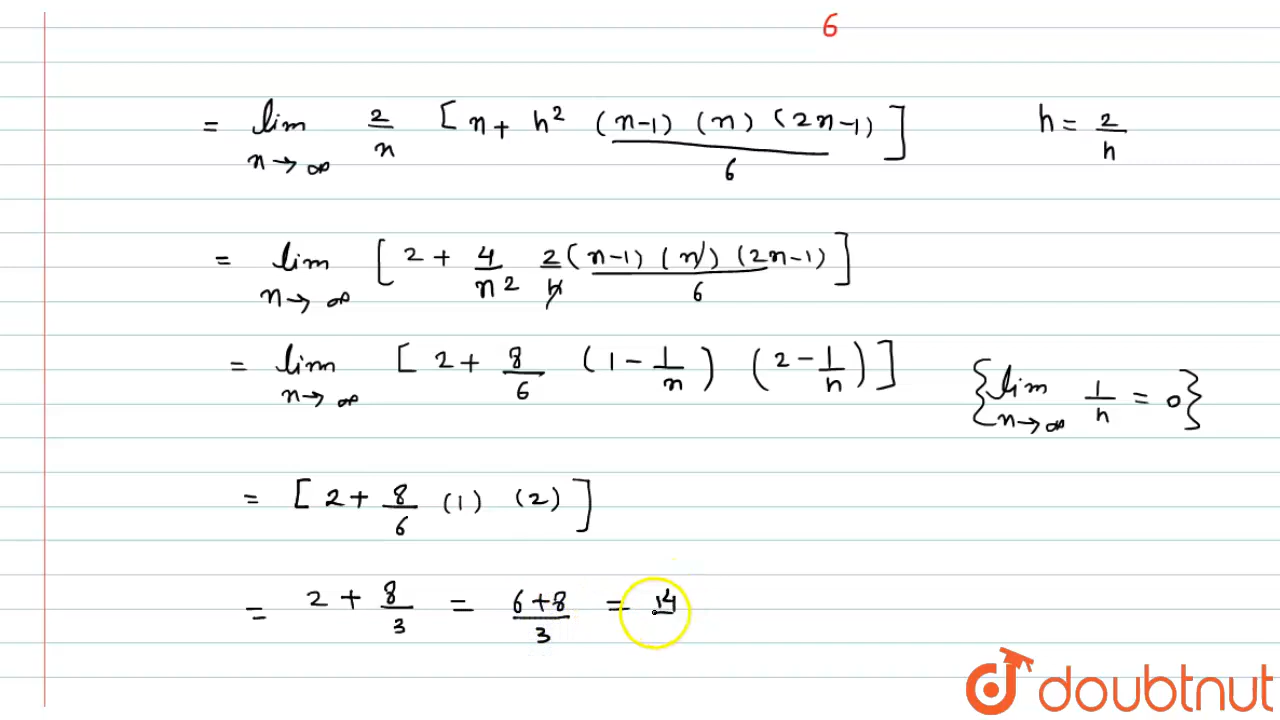 6
= lim n→∞ 2/n [ n + h² (n-1) (n) (2n-1)/6 ]   h = 2/n
= lim n→∞ [ 2 + 4/n² 2/n (n-1) (n) (2n-1)/6 ]
= lim n→∞ [ 2 + 8/6 (1 - 1/n) (2 - 1/n) ]   { lim n→∞ 1/n = 0 }
= [ 2 + 8/6 (1) (2) ]
= 2 + 8/3 = 6+8/3 = 14
doubtnut